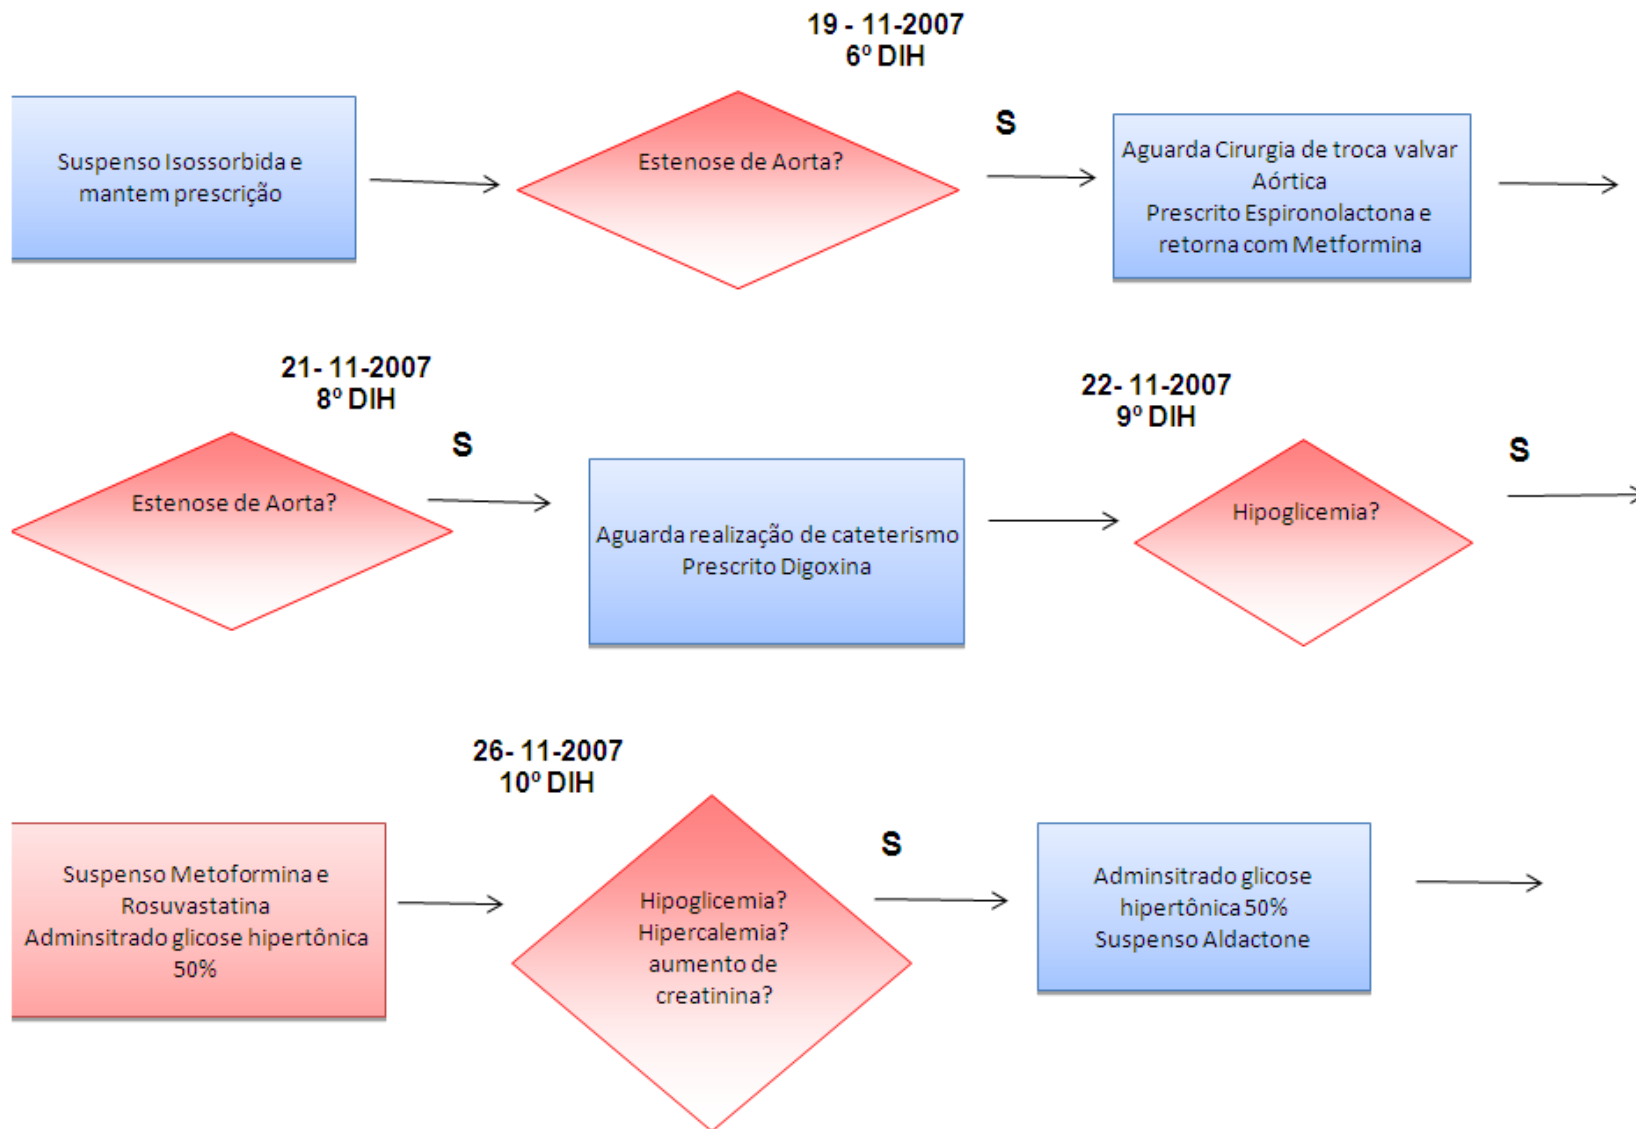 19 - 11-2007
6º DIH
Suspenso Isossorbida e
mantem prescrição
Estenose de Aorta?
S
Aguarda Cirurgia de troca valvar
Aórtica
Prescrito Espironolactona e
retorna com Metformina
21- 11-2007
8º DIH
Estenose de Aorta?
S
Aguarda realização de cateterismo
Prescrito Digoxina
22- 11-2007
9º DIH
Hipoglicemia?
S
Suspenso Metoformina e
Rosuvastatina
Adminsitrado glicose hipertônica
50%
26- 11-2007
10º DIH
Hipoglicemia?
Hipercalemia?
aumento de
creatinina?
S
Adminsitrado glicose
hipertônica 50%
Suspenso Aldactone